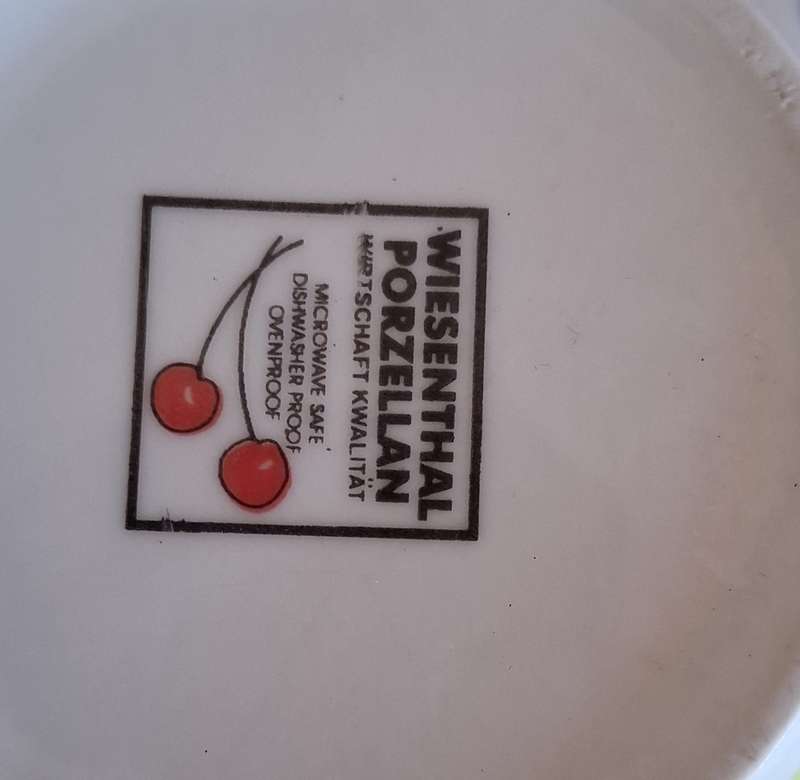 WIESENTHAL
PORZELLAN
WIRTSCHAFT KWALITÄT
MICROWAVE SAFE
DISHWASHER PROOF
OVENPROOF